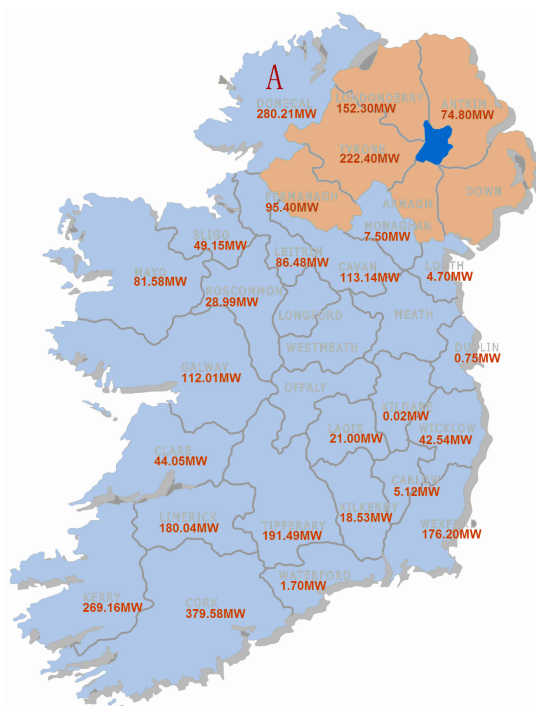 A
DONEGAL
280.21MW
LONDONDERRY
152.30MW
ANTRIM
74.80MW
TYRONE
222.40MW
FERMANAGH
95.40MW
ARMAGH
DOWN
MONAGHAN
7.50MW
SLIGO
49.15MW
LEITRIM
86.48MW
CAVAN
113.14MW
LOUTH
4.70MW
MAYO
81.58MW
ROSCOMMON
28.99MW
LONGFORD
MEATH
WESTMEATH
DUBLIN
0.75MW
GALWAY
112.01MW
OFFALY
KILDARE
0.02MW
LAOIS
21.00MW
WICKLOW
42.54MW
CLARE
44.05MW
CARLOW
5.12MW
LIMERICK
180.04MW
TIPPERARY
191.49MW
KILKENNY
18.53MW
WEXFORD
176.20MW
WATERFORD
1.70MW
KERRY
269.16MW
CORK
379.58MW